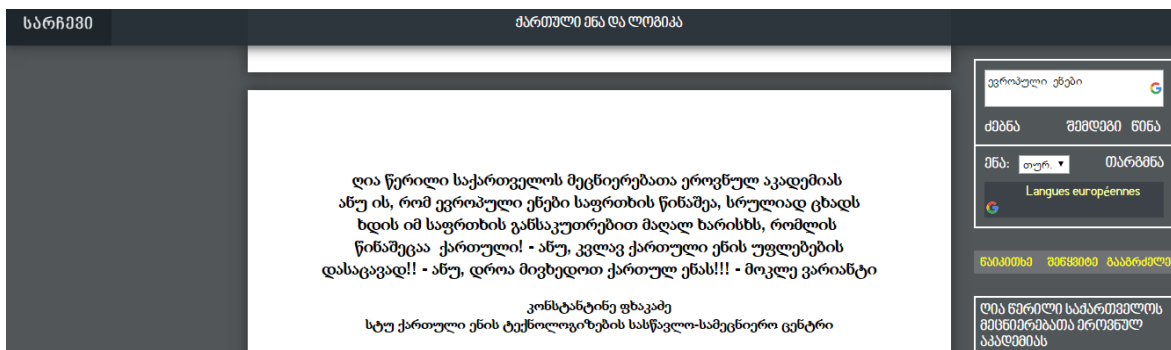 სარჩევი
ქართული ენა და ლოგიკა
ღია წერილი საქართველოს მეცნიერებათა ეროვნულ აკადემიას
ანუ ის, რომ ევროპული ენები საფრთხის წინაშეა, სრულიად ცხადს
ხდის იმ საფრთხის განსაკუთრებით მაღალ ხარისხს, რომლის
წინაშეცაა ქართული! - ანუ, კვლავ ქართული ენის უფლებების
დასაცავად!! - ანუ, დროა მივხედოთ ქართულ ენას!!! - მოკლე ვარიანტი
კონსტანტინე ფხაკაძე
სტუ ქართული ენის ტექნოლოგიზების სასწავლო-სამეცნიერო ცენტრი
ევროპული ენები
G
ძებნა შემდეგი წინა
ენა: თურ. თარგმნა
Langues européennes
G
წაიკითხე შეწყვიტე გააგრძელე
ღია წერილი საქართველოს
მეცნიერებათა ეროვნულ
აკადემიას